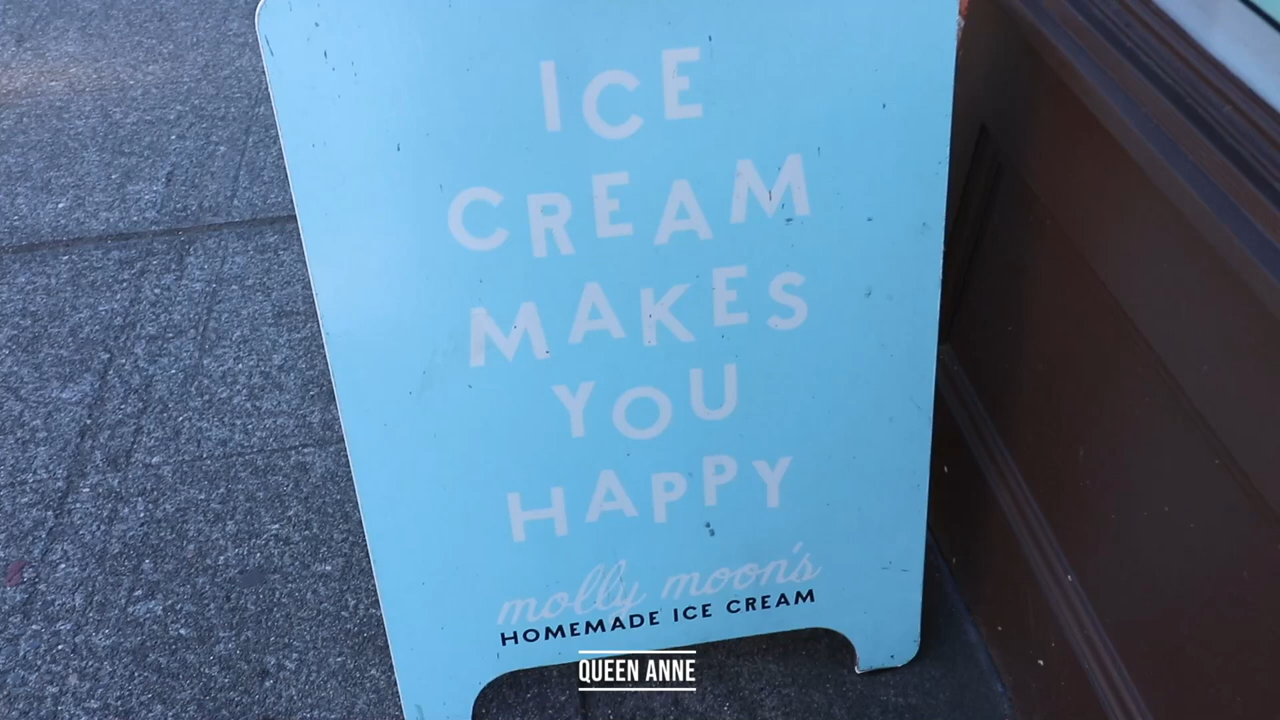 ICE
CREAM
MAKES
YOU
HAPPY
molly moon's
HOMEMADE ICE CREAM
QUEEN ANNE